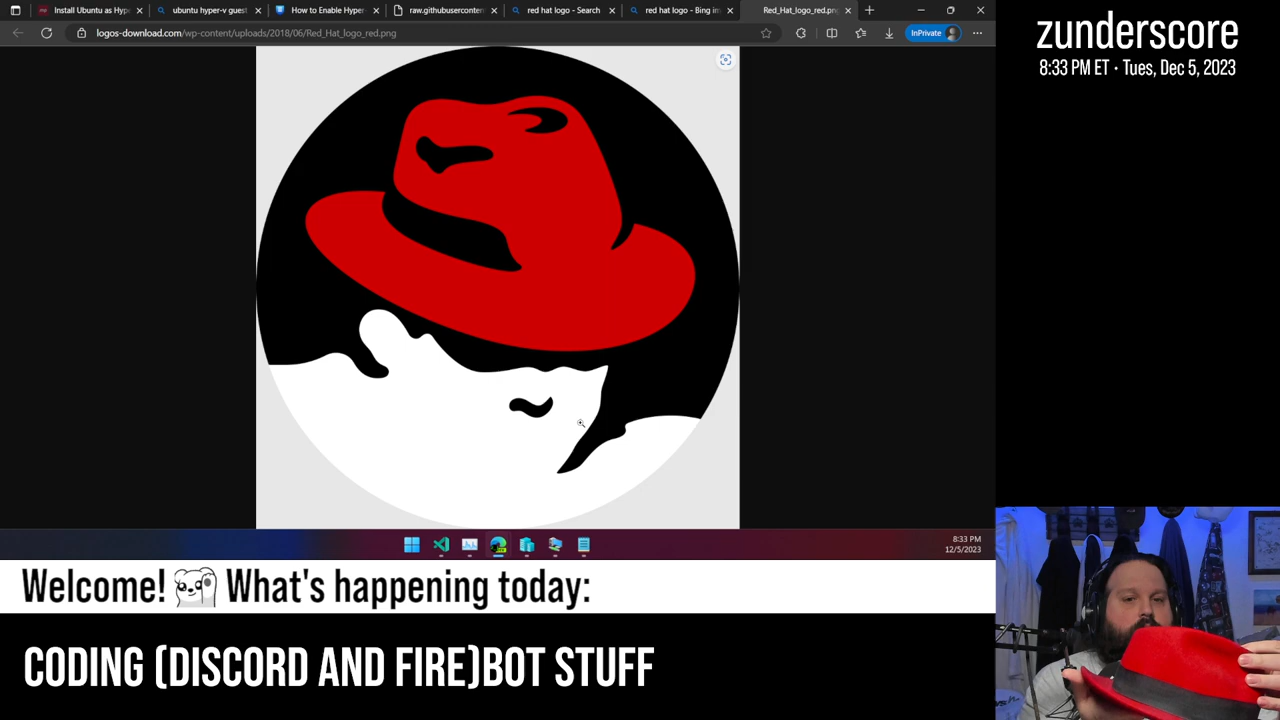 Install Ubuntu as Hyp
ubuntu hyper-v guest
How to Enable Hyper-
raw.githubusercontent
red hat logo - Search
red hat logo - Bing im
Red_Hat_logo_red.png
logos-download.com/wp-content/uploads/2018/06/Red_Hat_logo_red.png
InPrivate
zunderscore
8:33 PM ET · Tues, Dec 5, 2023
8:33 PM
12/5/2023
Welcome! What's happening today:
CODING (DISCORD AND FIRE)BOT STUFF